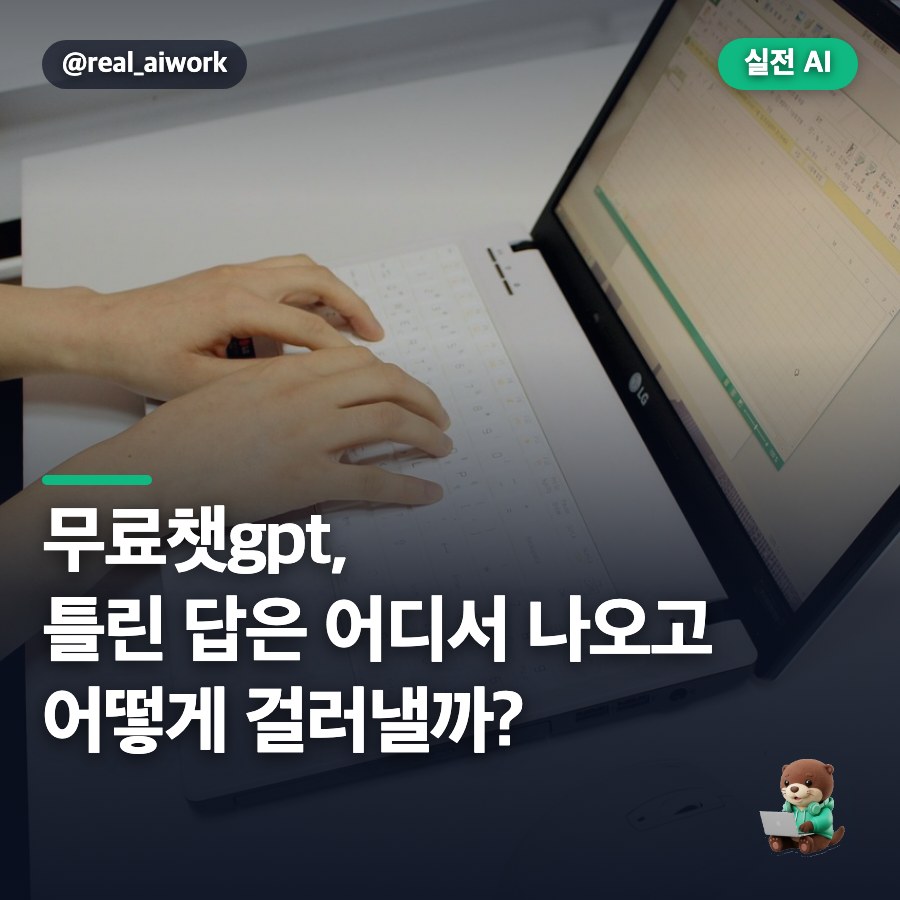 @real_aiwork
실전 AI
LG
무료챗gpt,
틀린 답은 어디서 나오고
어떻게 걸러낼까?